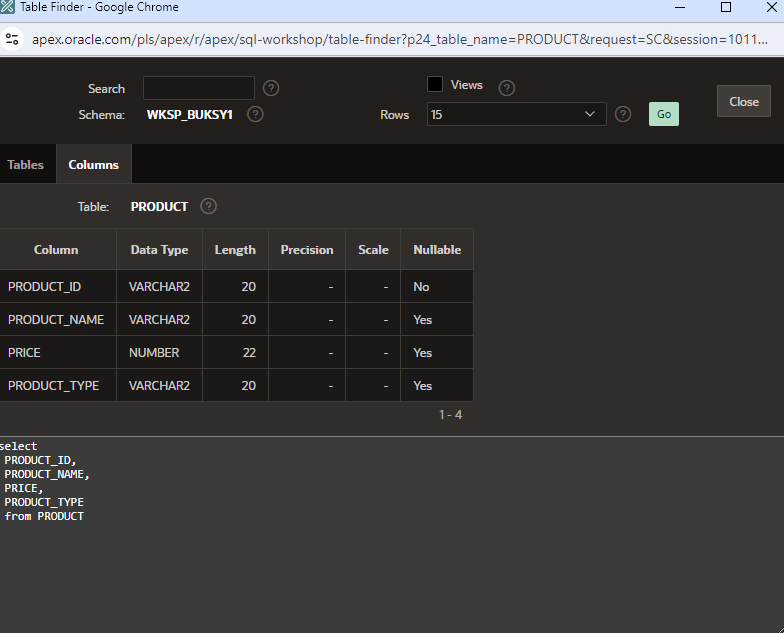 Table Finder - Google Chrome
apex.oracle.com/pls/apex/r/apex/sql-workshop/table-finder?p24_table_name=PRODUCT&request=SC&session=1011...
Search ? Views ?
Schema: WKSP_BUKSY1 ? Rows 15 ? Go Close
Tables Columns
Table: PRODUCT ?
Column Data Type Length Precision Scale Nullable
PRODUCT_ID VARCHAR2 20 - - No
PRODUCT_NAME VARCHAR2 20 - - Yes
PRICE NUMBER 22 - - Yes
PRODUCT_TYPE VARCHAR2 20 - - Yes
1 - 4
select
PRODUCT_ID,
PRODUCT_NAME,
PRICE,
PRODUCT_TYPE
from PRODUCT